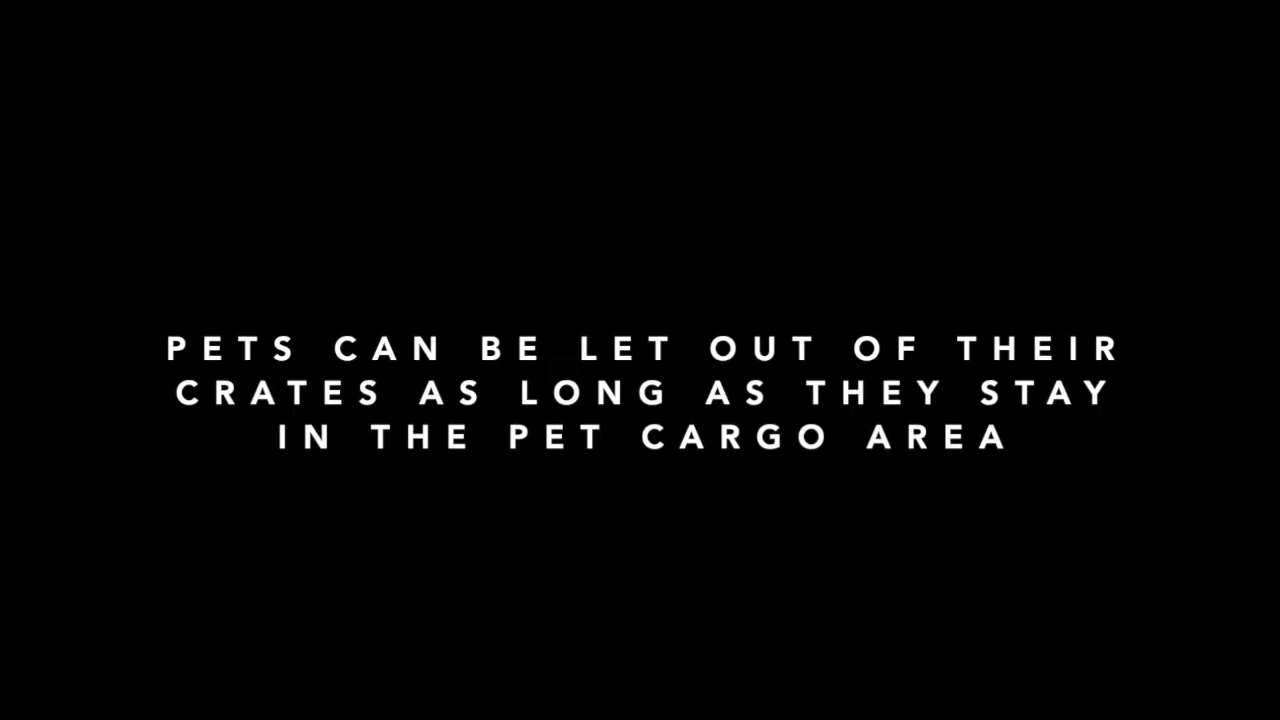 PETS CAN BE LET OUT OF THEIR
CRATES AS LONG AS THEY STAY
IN THE PET CARGO AREA